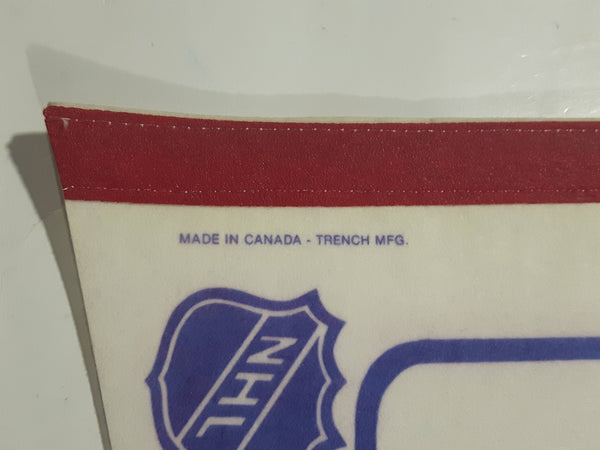 MADE IN CANADA - TRENCH MFG.
NHL